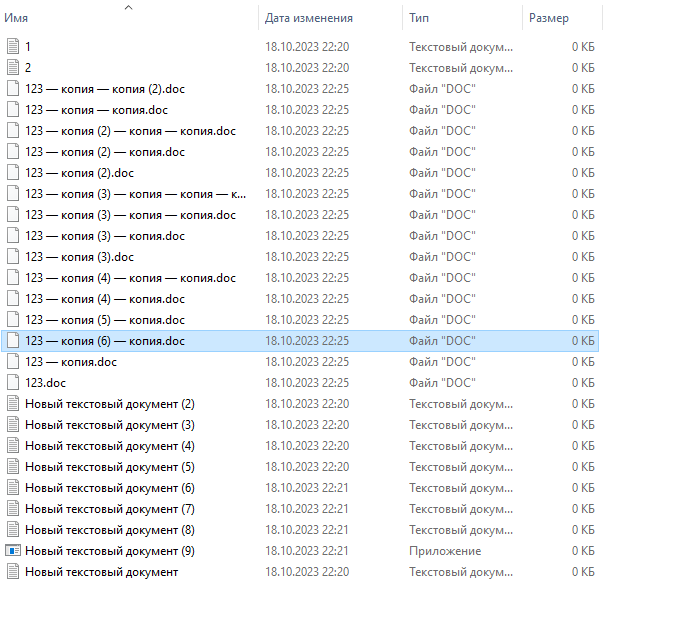 Имя Дата изменения Тип Размер
1 18.10.2023 22:20 Текстовый докум... 0 КБ
2 18.10.2023 22:20 Текстовый докум... 0 КБ
123 — копия — копия (2).doc 18.10.2023 22:25 Файл "DOC" 0 КБ
123 — копия — копия.doc 18.10.2023 22:25 Файл "DOC" 0 КБ
123 — копия (2) — копия — копия.doc 18.10.2023 22:25 Файл "DOC" 0 КБ
123 — копия (2) — копия.doc 18.10.2023 22:25 Файл "DOC" 0 КБ
123 — копия (2).doc 18.10.2023 22:25 Файл "DOC" 0 КБ
123 — копия (3) — копия — копия — к... 18.10.2023 22:25 Файл "DOC" 0 КБ
123 — копия (3) — копия — копия.doc 18.10.2023 22:25 Файл "DOC" 0 КБ
123 — копия (3) — копия.doc 18.10.2023 22:25 Файл "DOC" 0 КБ
123 — копия (3).doc 18.10.2023 22:25 Файл "DOC" 0 КБ
123 — копия (4) — копия — копия.doc 18.10.2023 22:25 Файл "DOC" 0 КБ
123 — копия (4) — копия.doc 18.10.2023 22:25 Файл "DOC" 0 КБ
123 — копия (5) — копия.doc 18.10.2023 22:25 Файл "DOC" 0 КБ
123 — копия (6) — копия.doc 18.10.2023 22:25 Файл "DOC" 0 КБ
123 — копия.doc 18.10.2023 22:25 Файл "DOC" 0 КБ
123.doc 18.10.2023 22:25 Файл "DOC" 0 КБ
Новый текстовый документ (2) 18.10.2023 22:20 Текстовый докум... 0 КБ
Новый текстовый документ (3) 18.10.2023 22:20 Текстовый докум... 0 КБ
Новый текстовый документ (4) 18.10.2023 22:20 Текстовый докум... 0 КБ
Новый текстовый документ (5) 18.10.2023 22:20 Текстовый докум... 0 КБ
Новый текстовый документ (6) 18.10.2023 22:21 Текстовый докум... 0 КБ
Новый текстовый документ (7) 18.10.2023 22:21 Текстовый докум... 0 КБ
Новый текстовый документ (8) 18.10.2023 22:21 Текстовый докум... 0 КБ
Новый текстовый документ (9) 18.10.2023 22:21 Приложение 0 КБ
Новый текстовый документ 18.10.2023 22:20 Текстовый докум... 0 КБ